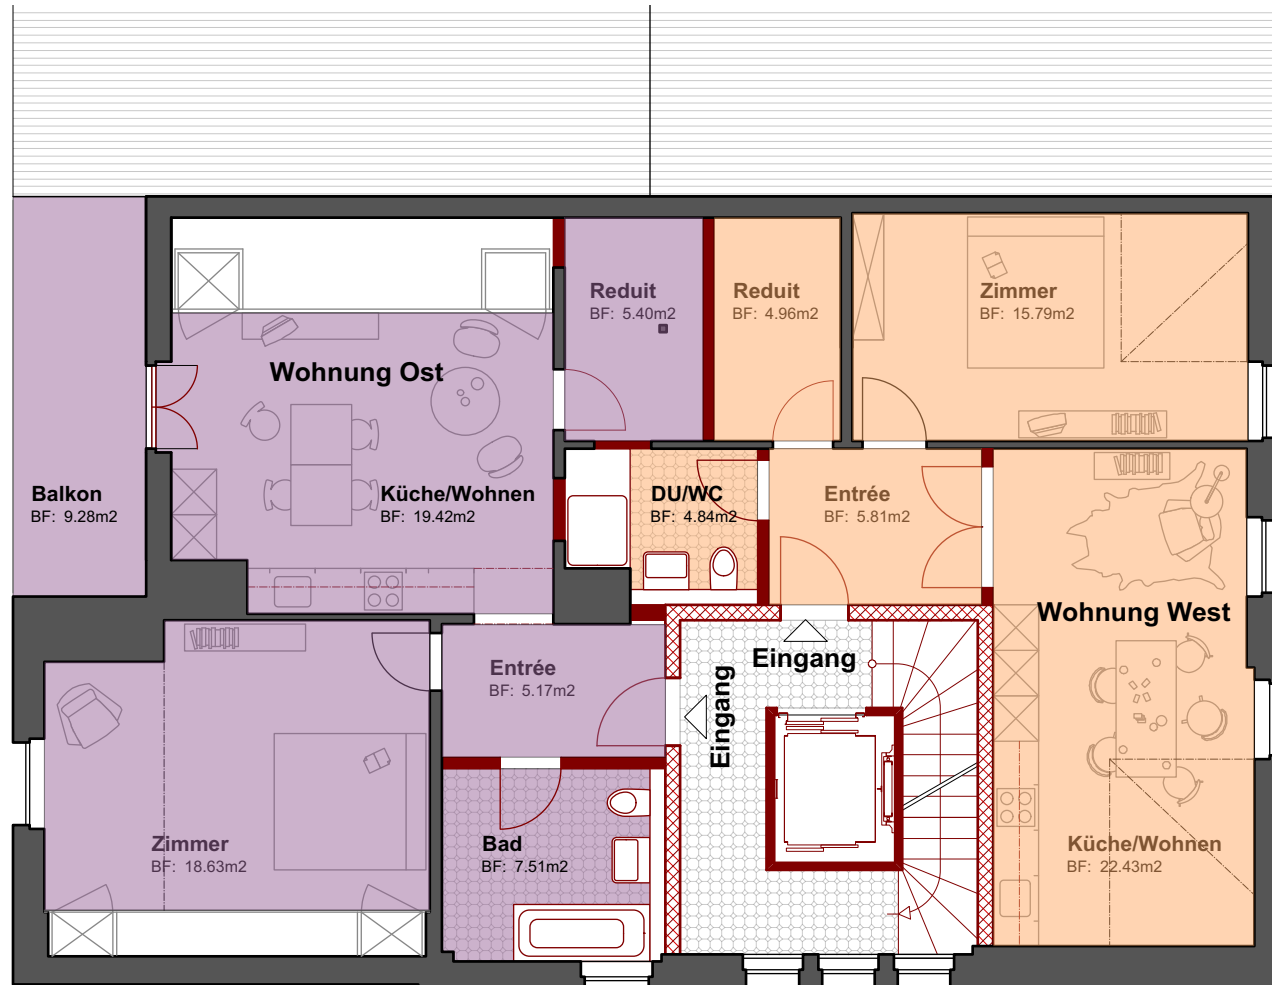 Reduit
BF: 5.40m2
Reduit
BF: 4.96m2
Zimmer
BF: 15.79m2
Wohnung Ost
Balkon
BF: 9.28m2
Küche/Wohnen
BF: 19.42m2
DU/WC
BF: 4.84m2
Entrée
BF: 5.81m2
Wohnung West
Eingang
Entrée
BF: 5.17m2
Eingang
Zimmer
BF: 18.63m2
Bad
BF: 7.51m2
Küche/Wohnen
BF: 22.43m2